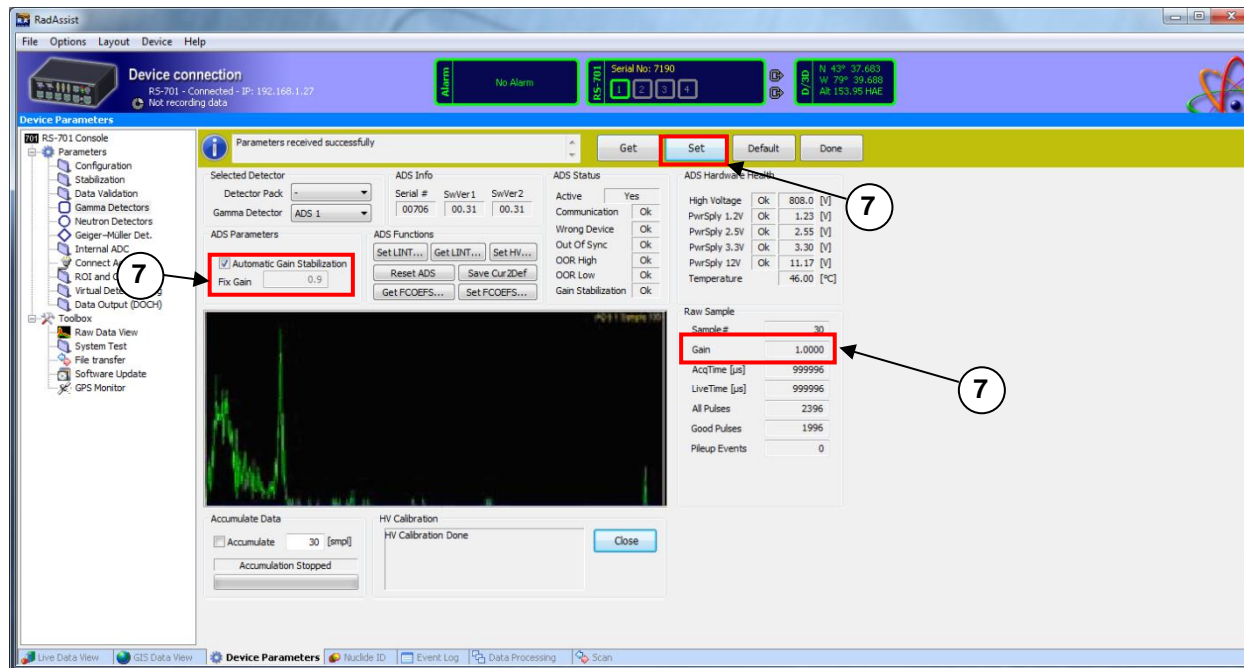 RadAssist
File Options Layout Device Help
Device connection
RS-701 - Connected - IP: 192.168.1.27
Not recording data
Alarm
No Alarm
RS-701
Serial No: 7190
1 2 3 4
D/3D
N 43° 37.683
W 79° 39.688
Alt 153.95 HAE
Device Parameters
701 RS-701 Console
Parameters
Configuration
Stabilization
Data Validation
Gamma Detectors
Neutron Detectors
Geiger-Müller Det.
Internal ADC
Connect A
ROI and C
Virtual Dete
Data Output (DOCH)
Toolbox
Raw Data View
System Test
File transfer
Software Update
GPS Monitor
Parameters received successfully
Get Set Default Done
Selected Detector
Detector Pack -
Gamma Detector ADS 1
ADS Info
Serial # SwVer1 SwVer2
00706 00.31 00.31
ADS Parameters
Automatic Gain Stabilization
Fix Gain 0.9
ADS Functions
Set LINT... Get LINT... Set HV...
Reset ADS Save Cur2Def
Get FCOEFS... Set FCOEFS...
ADS Status
Active Yes
Communication Ok
Wrong Device Ok
Out Of Sync Ok
OOR High Ok
OOR Low Ok
Gain Stabilization Ok
ADS Hardware Health
High Voltage Ok 808.0 [V]
PwrSply 1.2V Ok 1.23 [V]
PwrSply 2.5V Ok 2.55 [V]
PwrSply 3.3V Ok 3.30 [V]
PwrSply 12V Ok 11.17 [V]
Temperature 46.00 [°C]
7
7
7
Raw Sample
Sample # 30
Gain 1.0000
AcqTime [µs] 999996
LiveTime [µs] 999996
All Pulses 2396
Good Pulses 1996
Pileup Events 0
Accumulate Data
Accumulate 30 [smpl]
Accumulation Stopped
HV Calibration
HV Calibration Done
Close
Live Data View GIS Data View Device Parameters Nuclide ID Event Log Data Processing Scan